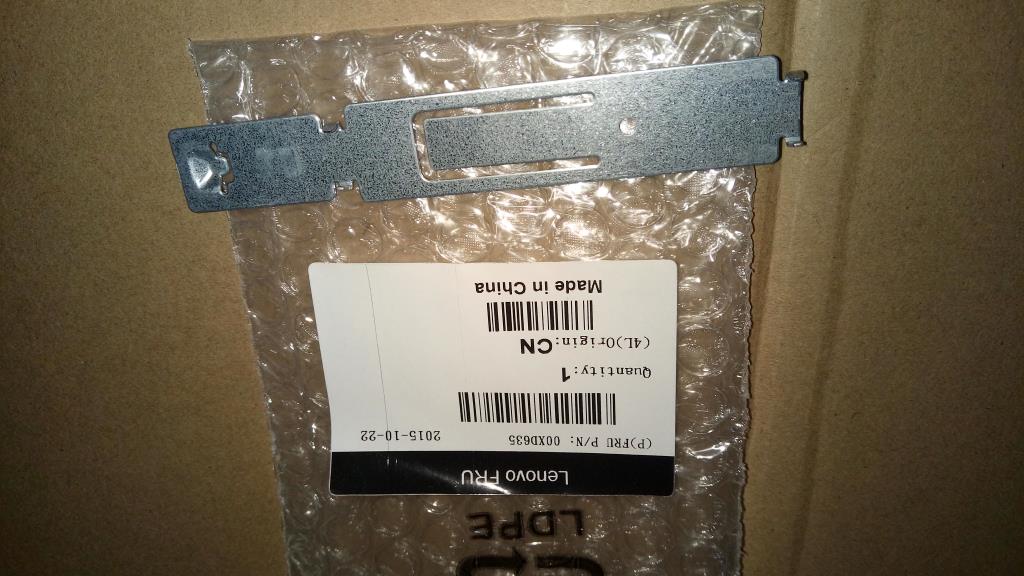 Lenovo FRU
(P)FRU P/N: 00XD635 2015-10-22
Quantity:1
(4L)Origin:CN
Made in China
LDPE